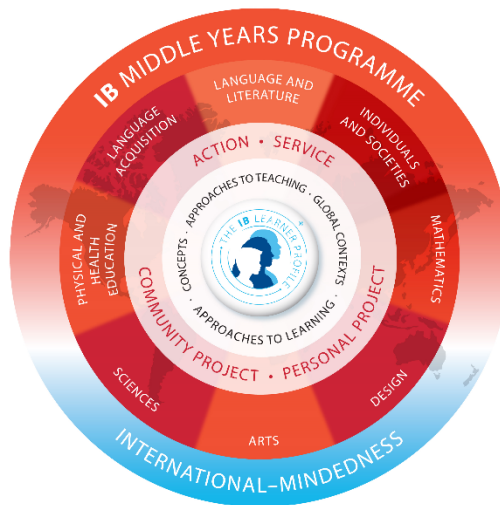 IB MIDDLE YEARS PROGRAMME
LANGUAGE AND
LITERATURE
INDIVIDUALS
AND SOCIETIES
MATHEMATICS
DESIGN
ARTS
SCIENCES
PHYSICAL AND
HEALTH
EDUCATION
LANGUAGE
ACQUISITION
ACTION • SERVICE
PERSONAL PROJECT
COMMUNITY PROJECT •
APPROACHES TO TEACHING •
GLOBAL CONTEXTS •
APPROACHES TO LEARNING •
CONCEPTS •
THE IB LEARNER PROFILE
INTERNATIONAL–MINDEDNESS